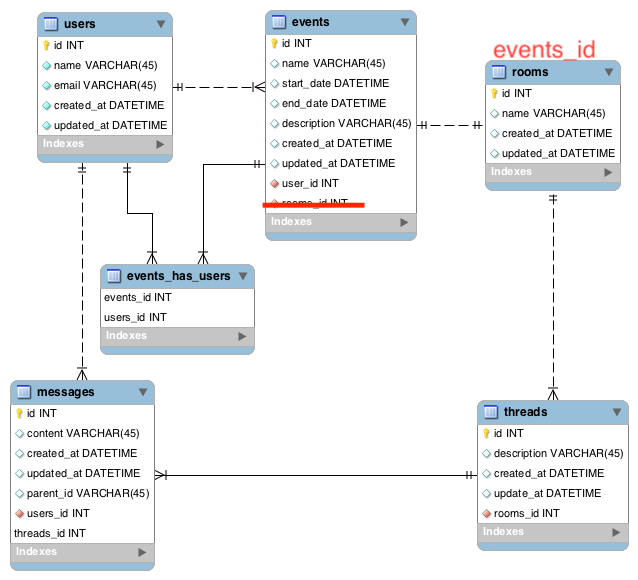 users
id INT
name VARCHAR(45)
email VARCHAR(45)
created_at DATETIME
updated_at DATETIME
Indexes
events
id INT
name VARCHAR(45)
start_date DATETIME
end_date DATETIME
description VARCHAR(45)
created_at DATETIME
updated_at DATETIME
user_id INT
rooms_id INT
Indexes
events_id
rooms
id INT
name VARCHAR(45)
created_at DATETIME
updated_at DATETIME
Indexes
events_has_users
events_id INT
users_id INT
Indexes
messages
id INT
content VARCHAR(45)
created_at DATETIME
updated_at DATETIME
parent_id VARCHAR(45)
users_id INT
threads_id INT
Indexes
threads
id INT
description VARCHAR(45)
created_at DATETIME
update_at DATETIME
rooms_id INT
Indexes